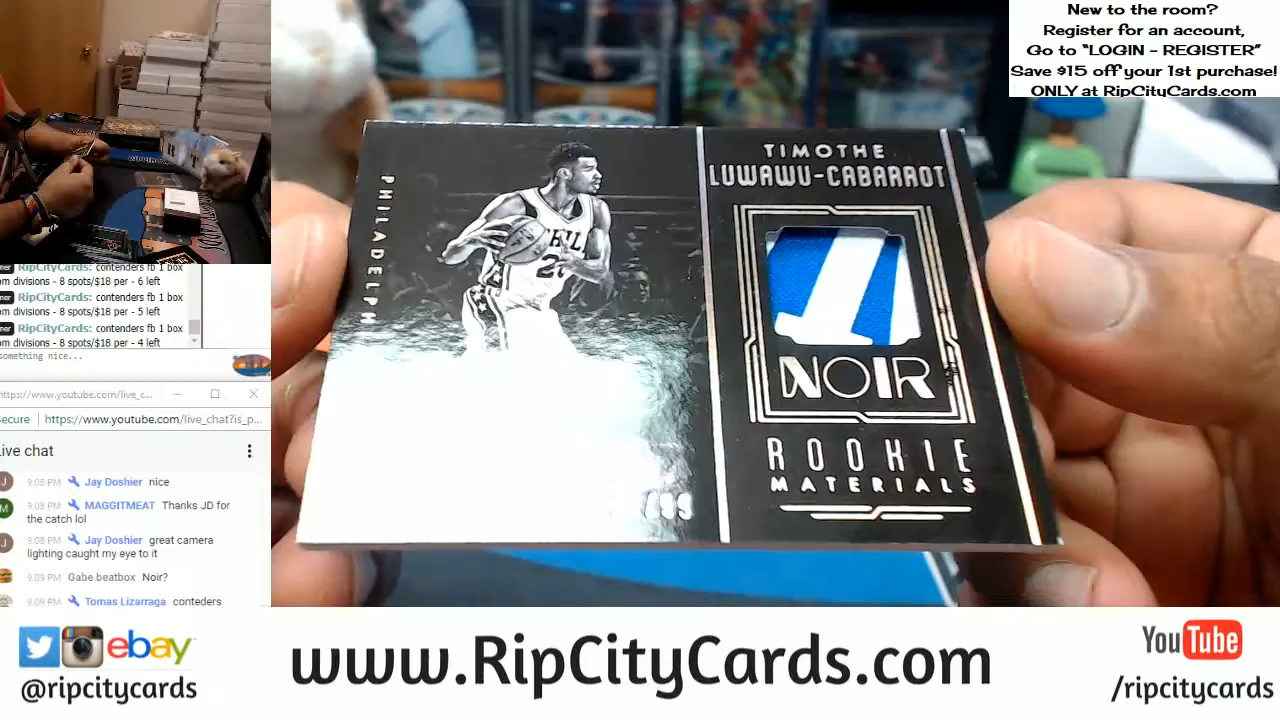 New to the room?
Register for an account,
Go to "LOGIN - REGISTER"
Save $15 off your 1st purchase!
ONLY at RipCityCards.com
TIMOTHE
LUWAWU-CABARROT
PHILADELPH
PHIL
20
NOIR
ROOKIE
MATERIALS
/99
RipCityCards: contenders fb 1 box
om divisions - 8 spots/$18 per - 6 left
RipCityCards: contenders fb 1 box
om divisions - 8 spots/$18 per - 5 left
RipCityCards: contenders fb 1 box
om divisions - 8 spots/$18 per - 4 left
something nice...
https://www.youtube.com/live_c...
Secure https://www.youtube.com/live_chat?is_p...
Live chat
9:05 PM Jay Doshier nice
9:08 PM MAGGITMEAT Thanks JD for
the catch lol
9:08 PM Jay Doshier great camera
lighting caught my eye to it
9:09 PM Gabe beatbox Noir?
9:09 PM Tomas Lizarraga conteders
ebay
@ripcitycards
www.RipCityCards.com
YouTube
/ripcitycards